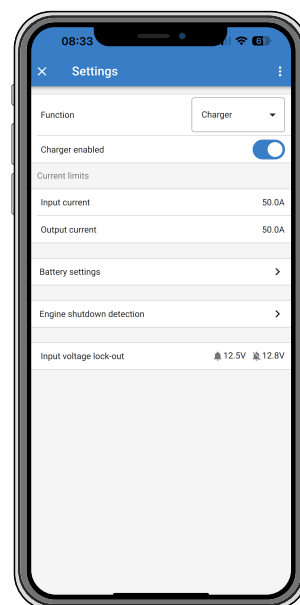 08:33
Settings
Function Charger
Charger enabled
Current limits
Input current 50.0A
Output current 50.0A
Battery settings
Engine shutdown detection
Input voltage lock-out 12.5V 12.8V